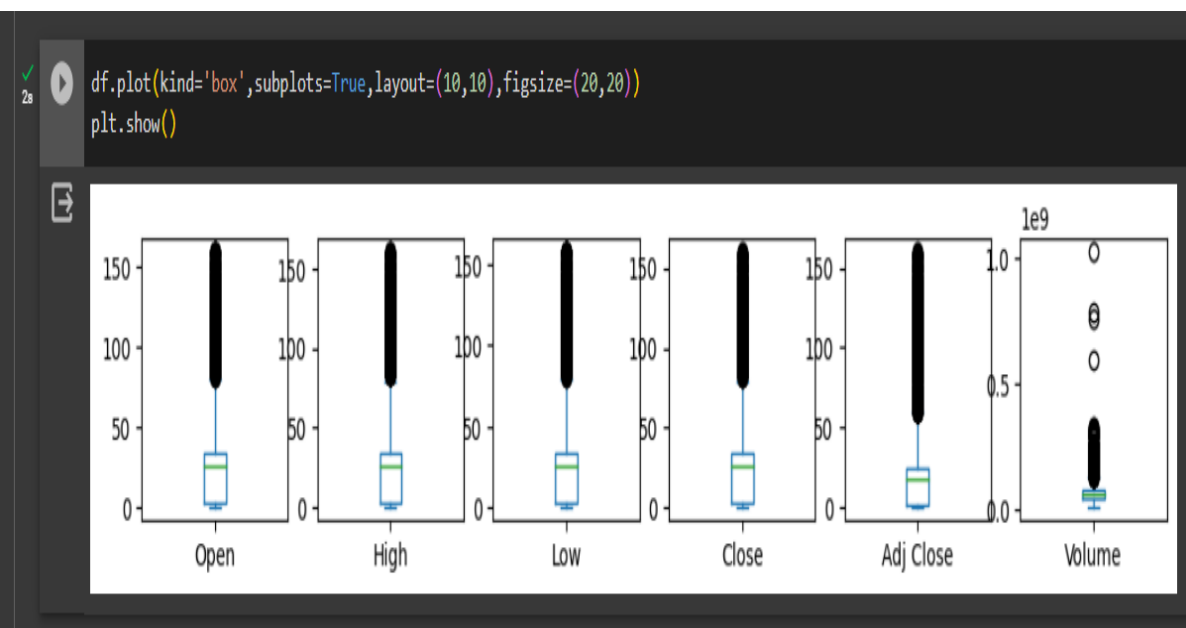 df.plot(kind='box',subplots=True,layout=(10,10),figsize=(20,20))
2s
plt.show()
1e9
150 150 150 150 150 1.0
100 100 100 100 100
0.5
50 50 50 50 50
0 0 0 0 0 0.0
Open High Low Close Adj Close Volume